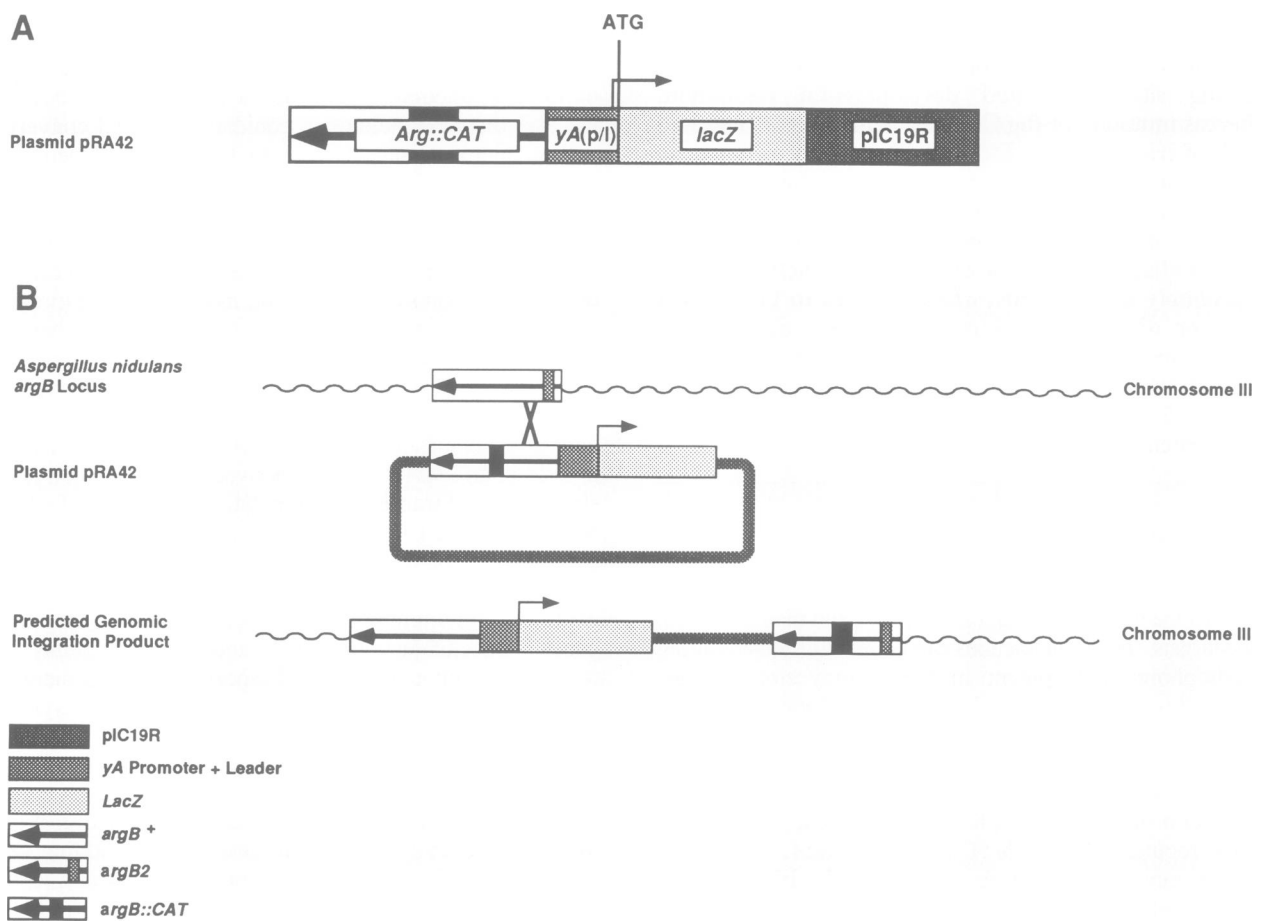 A
ATG
Plasmid pRA42
Arg::CAT
yA(p/l)
lacZ
pIC19R
B
Aspergillus nidulans
argB Locus
Chromosome III
Plasmid pRA42
Predicted Genomic
Integration Product
Chromosome III
pIC19R
yA Promoter + Leader
LacZ
argB +
argB2
argB::CAT